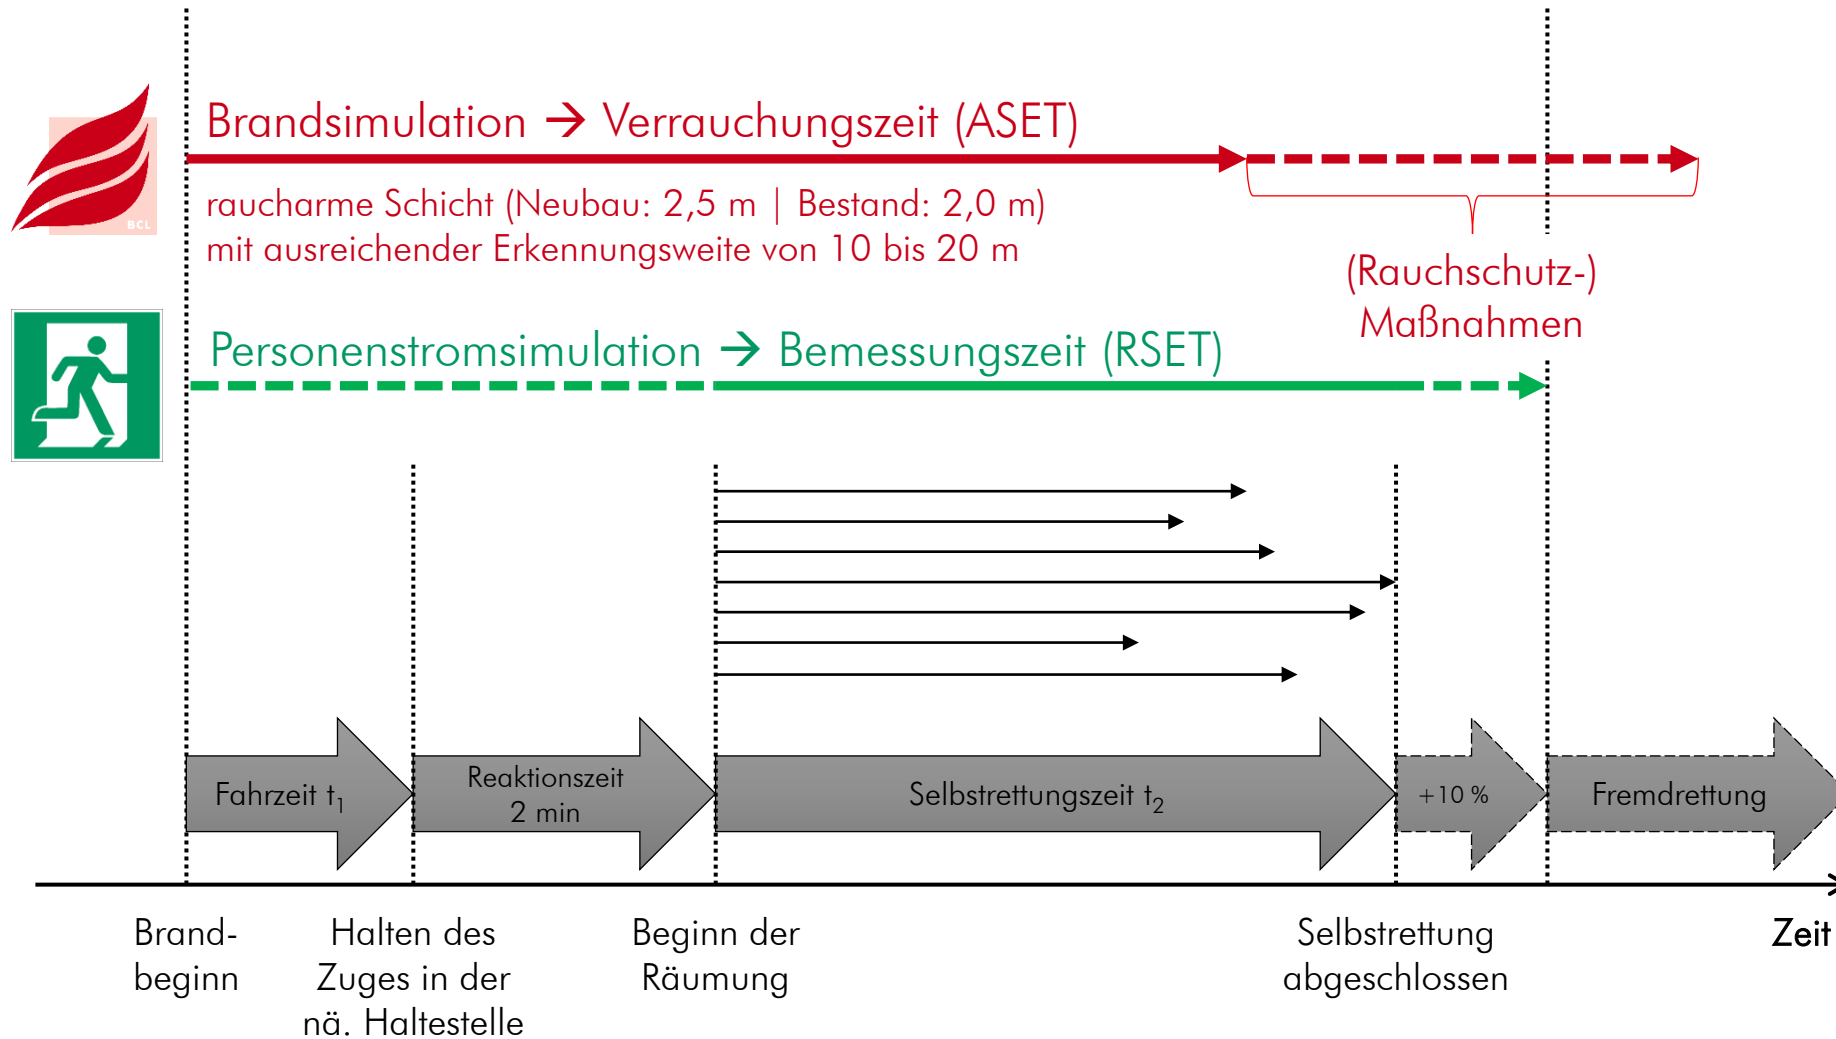 Brandsimulation → Verrauchungszeit (ASET)
raucharme Schicht (Neubau: 2,5 m | Bestand: 2,0 m)
mit ausreichender Erkennungsweite von 10 bis 20 m
BCL
(Rauchschutz-)
Maßnahmen
Personenstromsimulation → Bemessungszeit (RSET)
Fahrzeit t₁
Reaktionszeit
2 min
Selbstrettungszeit t₂
+10 %
Fremdrettung
Brand-
beginn
Halten des
Zuges in der
nä. Haltestelle
Beginn der
Räumung
Selbstrettung
abgeschlossen
Zeit